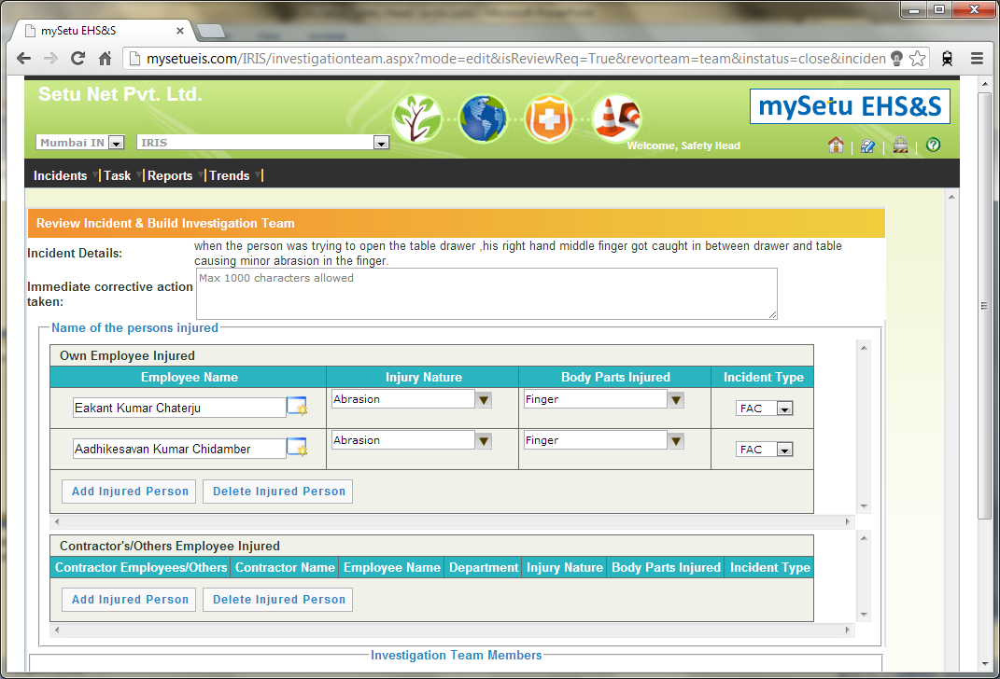 mySetu EHS&S
mysetueis.com/IRIS/investigationteam.aspx?mode=edit&isReviewReq=True&revorteam=team&instatus=close&inciden
Setu Net Pvt. Ltd.
mySetu EHS&S
Mumbai IN IRIS
Welcome, Safety Head
Incidents Task Reports Trends
Review Incident & Build Investigation Team
Incident Details:
when the person was trying to open the table drawer ,his right hand middle finger got caught in between drawer and table
causing minor abrasion in the finger.
Immediate corrective action
taken:
Max 1000 characters allowed
Name of the persons injured
Own Employee Injured
Employee Name Injury Nature Body Parts Injured Incident Type
Eakant Kumar Chaterju Abrasion Finger FAC
Aadhikesavan Kumar Chidamber Abrasion Finger FAC
Add Injured Person Delete Injured Person
Contractor's/Others Employee Injured
Contractor Employees/Others Contractor Name Employee Name Department Injury Nature Body Parts Injured Incident Type
Add Injured Person Delete Injured Person
Investigation Team Members